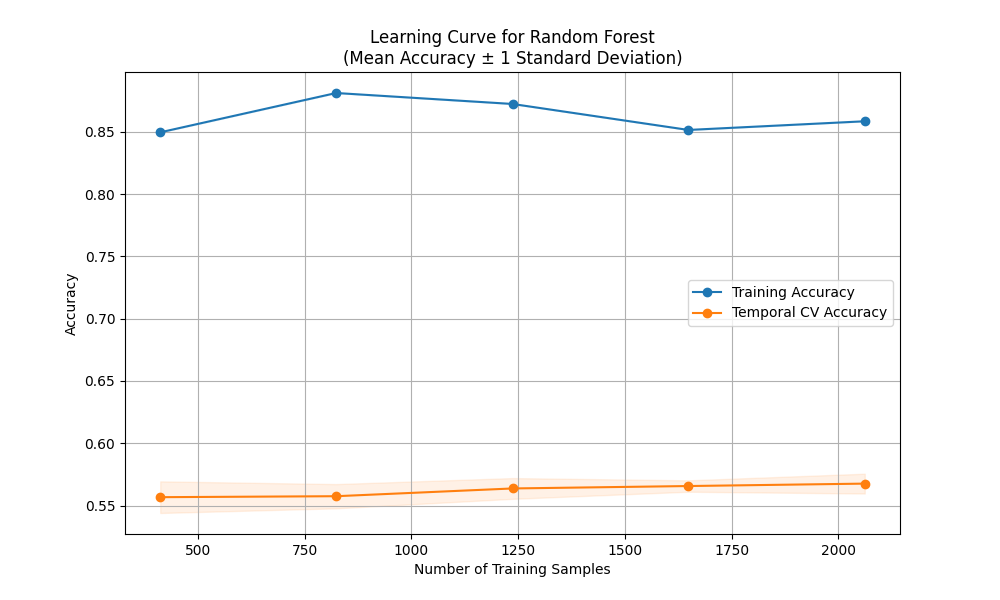 Learning Curve for Random Forest
(Mean Accuracy ± 1 Standard Deviation)
Accuracy
0.85
0.80
0.75
0.70
0.65
0.60
0.55
Training Accuracy
Temporal CV Accuracy
500 750 1000 1250 1500 1750 2000
Number of Training Samples